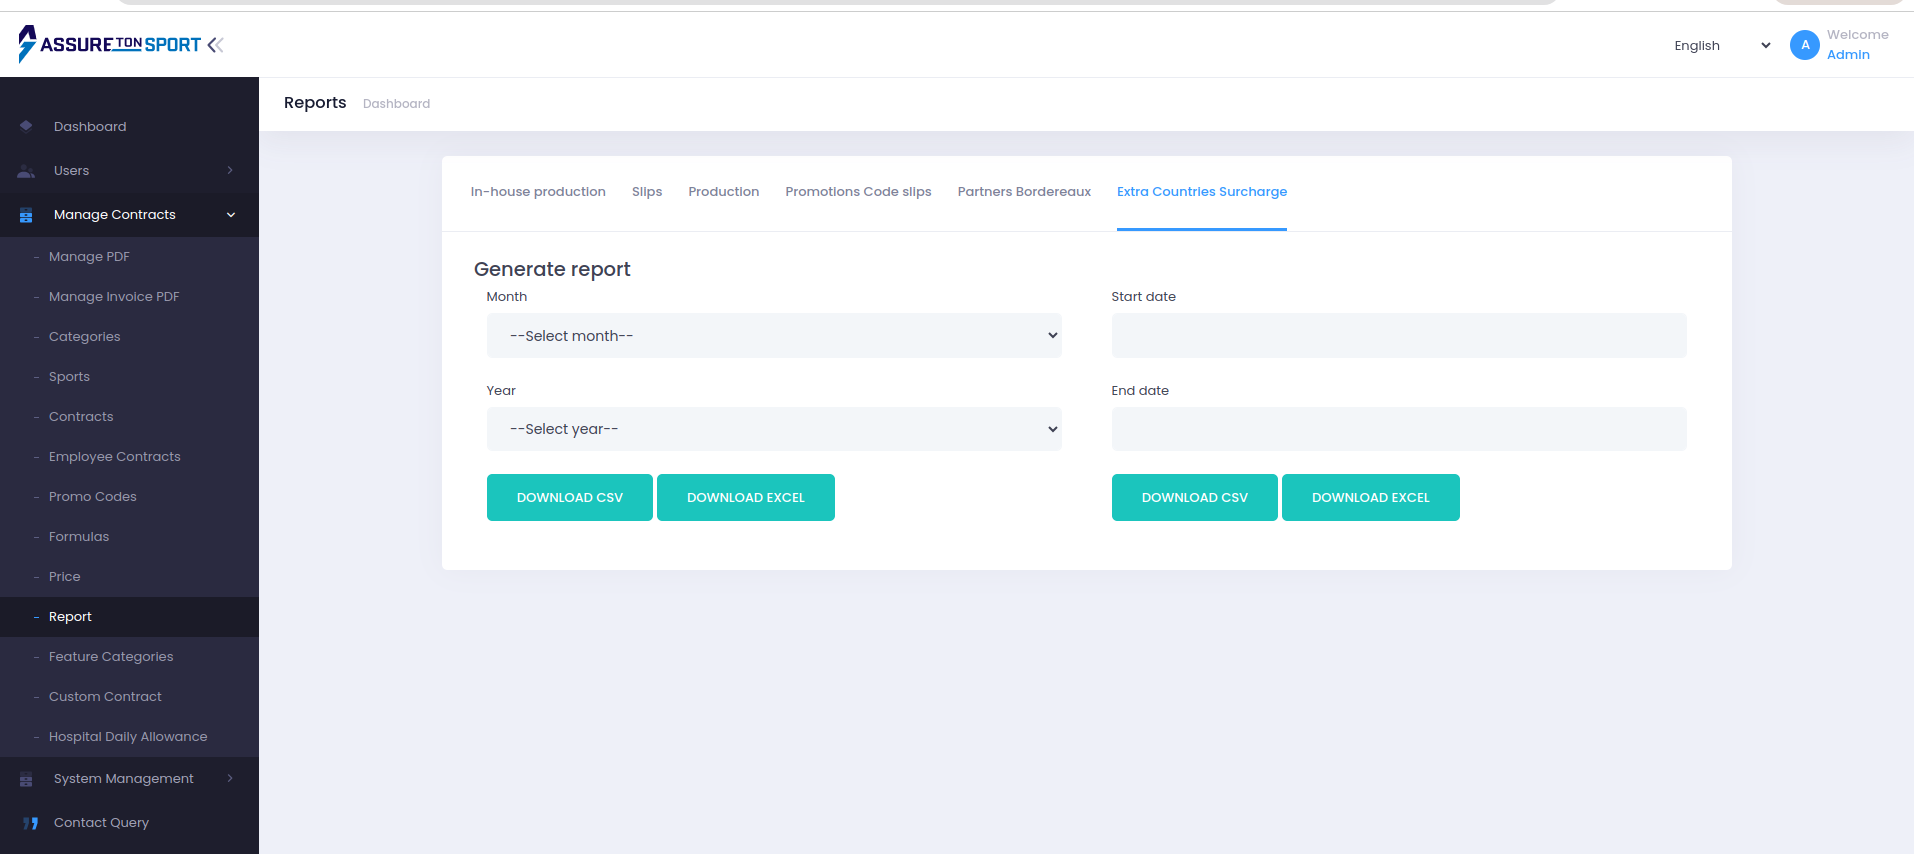 ASSURE TON SPORT
English
A
Welcome
Admin
Reports
Dashboard
Dashboard
Users
Manage Contracts
- Manage PDF
- Manage Invoice PDF
- Categories
- Sports
- Contracts
- Employee Contracts
- Promo Codes
- Formulas
- Price
- Report
- Feature Categories
- Custom Contract
- Hospital Daily Allowance
System Management
Contact Query
In-house production
Slips
Production
Promotions Code slips
Partners Bordereaux
Extra Countries Surcharge
Generate report
Month
--Select month--
Year
--Select year--
DOWNLOAD CSV
DOWNLOAD EXCEL
Start date
End date
DOWNLOAD CSV
DOWNLOAD EXCEL